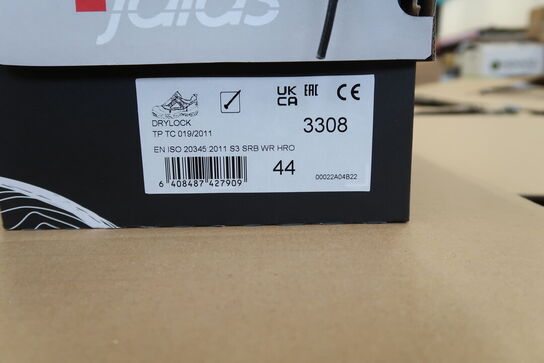 jalas
DRYLOCK
TP TC 019/2011
UK CA EAC CE
3308
EN ISO 20345:2011 S3 SRB WR HRO
44
6 408487 427909
00022A04B22